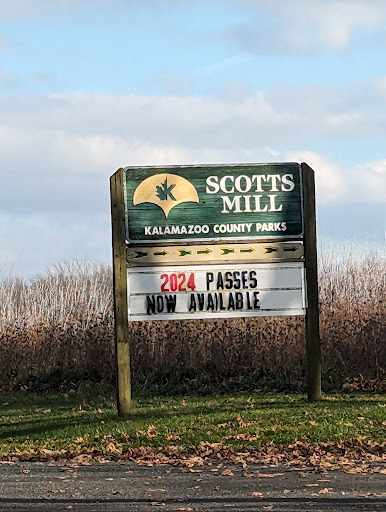 SCOTTS
MILL
KALAMAZOO COUNTY PARKS
2024 PASSES
NOW AVAILABLE